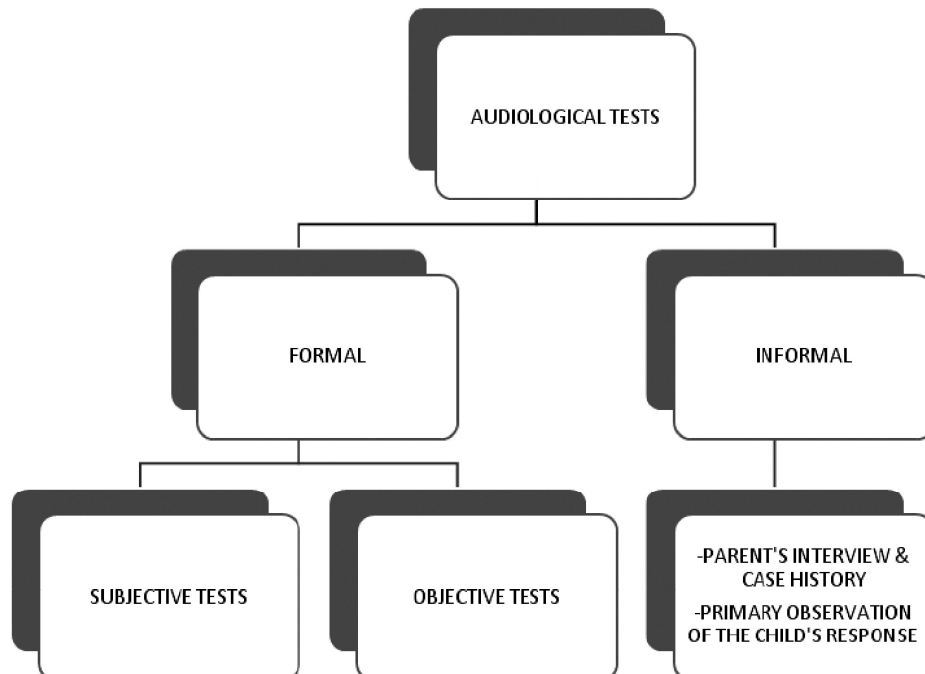 AUDIOLOGICAL TESTS
FORMAL
INFORMAL
SUBJECTIVE TESTS
OBJECTIVE TESTS
-PARENT'S INTERVIEW &
CASE HISTORY
-PRIMARY OBSERVATION
OF THE CHILD'S RESPONSE